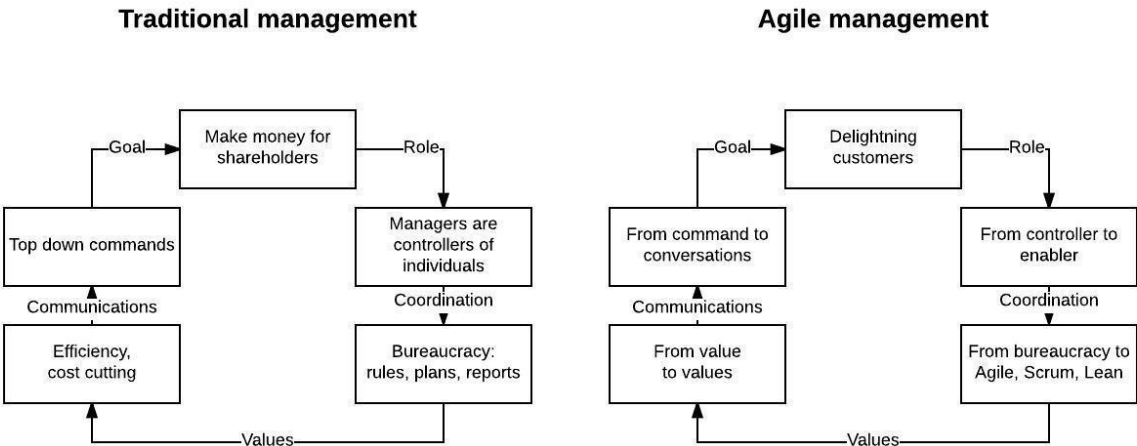 Traditional management
Goal
Make money for
shareholders
Role
Top down commands
Managers are
controllers of
individuals
Communications
Coordination
Efficiency,
cost cutting
Bureaucracy:
rules, plans, reports
Values
Agile management
Goal
Delightning
customers
Role
From command to
conversations
From controller to
enabler
Communications
Coordination
From value
to values
From bureaucracy to
Agile, Scrum, Lean
Values